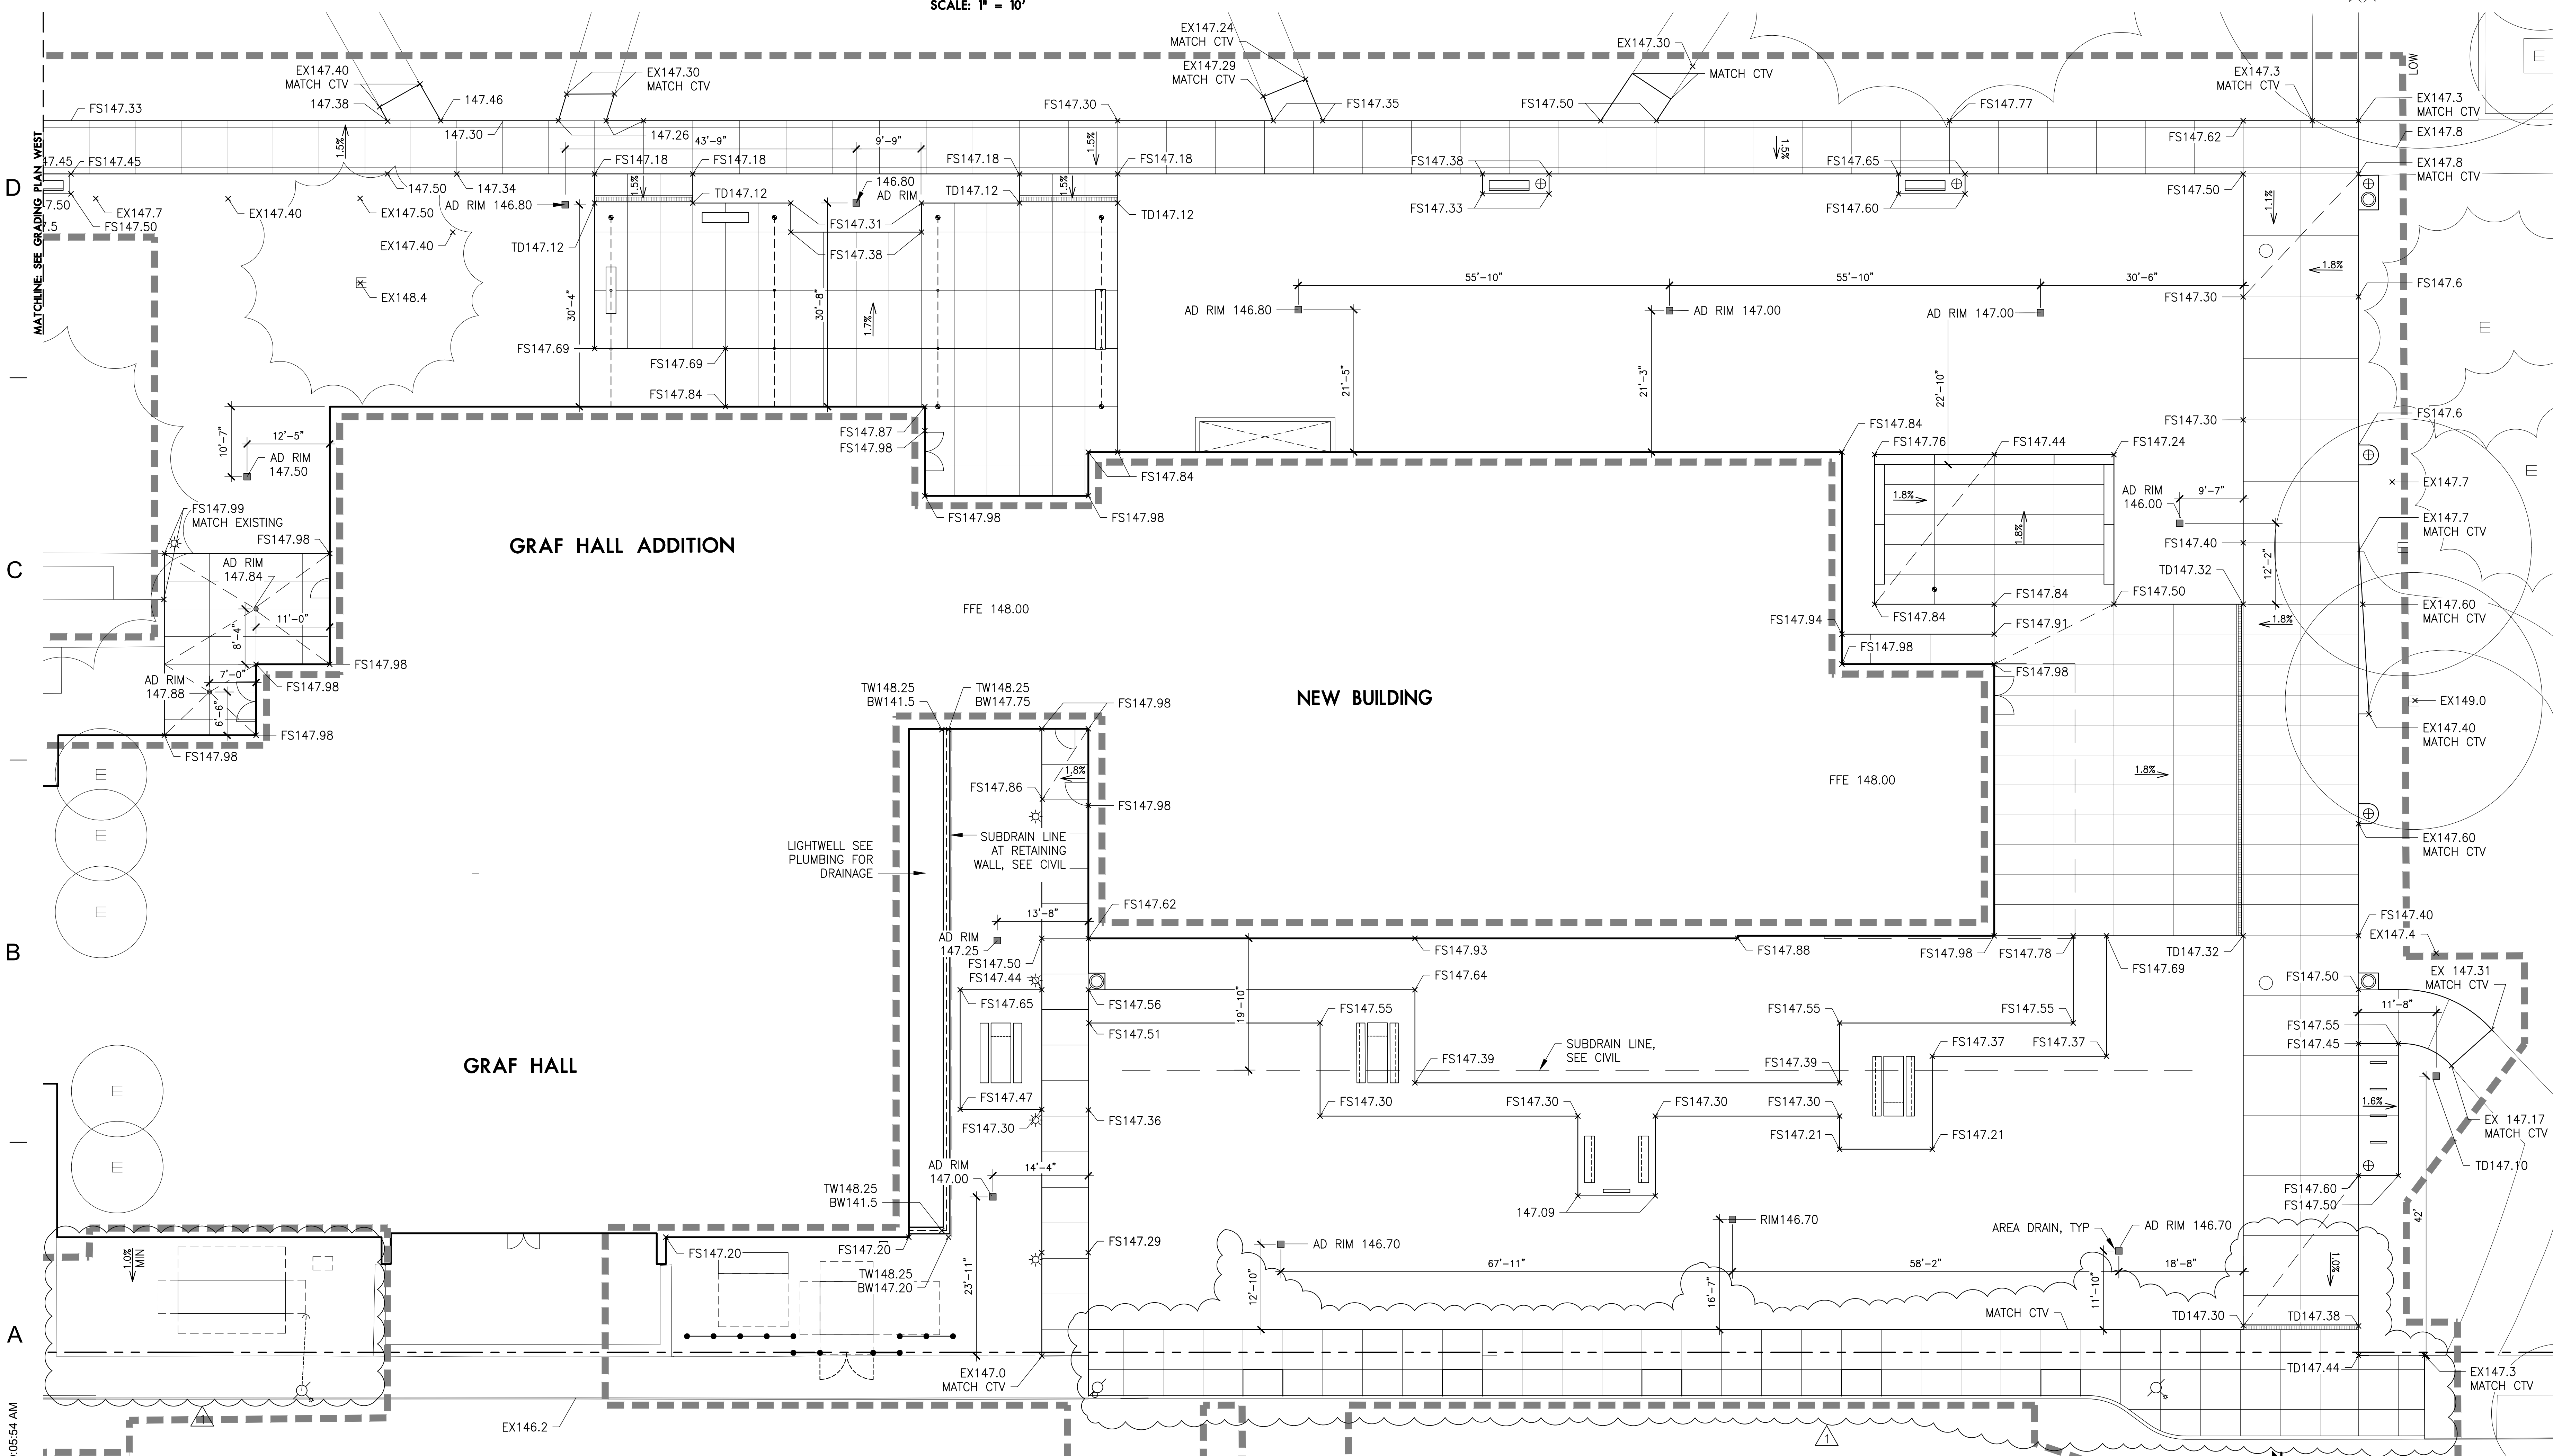 SCALE: 1" = 10'
EX147.24
MATCH CTV
EX147.29
MATCH CTV
EX147.30
MATCH CTV
EX147.40
MATCH CTV
EX147.30
MATCH CTV
147.38
147.46
FS147.33
147.30
147.26
FS147.30
FS147.35
FS147.50
FS147.77
EX147.3
MATCH CTV
EX147.3
MATCH CTV
LOW
E
FS147.62
EX147.8
EX147.8
MATCH CTV
MATCHLINE: SEE GRADING PLAN WEST
1.5%
43'-9"
9'-9"
1.5%
1.5%
D
47.45
FS147.45
FS147.18
FS147.18
FS147.18
FS147.18
FS147.38
FS147.65
FS147.50
1.5%
1.5%
147.50
147.34
146.80
AD RIM
TD147.12
TD147.12
TD147.12
AD RIM 146.80
7.50
7.5
EX147.7
FS147.50
EX147.40
EX147.50
EX147.40
FS147.33
FS147.60
1.1%
FS147.31
FS147.38
TD147.12
EX148.4
30'-4"
30'-8"
1.7%
55'-10"
55'-10"
30'-6"
1.8%
FS147.30
FS147.6
AD RIM 146.80
AD RIM 147.00
AD RIM 147.00
E
FS147.69
FS147.69
FS147.84
21'-5"
21'-3"
22'-10"
FS147.30
FS147.6
10'-7"
12'-5"
AD RIM
147.50
FS147.87
FS147.98
FS147.84
FS147.76
FS147.44
FS147.24
FS147.84
1.8%
1.8%
AD RIM
146.00
9'-7"
EX147.7
E
FS147.99
MATCH EXISTING
FS147.98
FS147.98
FS147.98
EX147.7
MATCH CTV
FS147.40
12'-2"
E
GRAF HALL ADDITION
C
AD RIM
147.84
TD147.32
FFE 148.00
FS147.84
FS147.84
FS147.50
EX147.60
MATCH CTV
11'-0"
8'-4"
FS147.94
FS147.91
1.8%
FS147.98
FS147.98
FS147.98
7'-0"
AD RIM
147.88
6'-6"
FS147.98
FS147.98
FS147.98
TW148.25
BW141.5
TW148.25
BW147.75
FS147.98
NEW BUILDING
EX149.0
EX147.40
MATCH CTV
E
1.8%
FS147.86
FS147.98
FFE 148.00
1.8%
E
LIGHTWELL SEE
PLUMBING FOR
DRAINAGE
SUBDRAIN LINE
AT RETAINING
WALL, SEE CIVIL
EX147.60
MATCH CTV
E
13'-8"
FS147.62
FS147.40
EX147.4
B
AD RIM
147.25
FS147.50
FS147.44
FS147.93
FS147.88
FS147.98
FS147.78
TD147.32
FS147.69
FS147.64
FS147.50
EX 147.31
MATCH CTV
11'-8"
FS147.65
FS147.56
19'-10"
FS147.55
FS147.55
FS147.55
FS147.55
FS147.51
FS147.45
GRAF HALL
SUBDRAIN LINE,
SEE CIVIL
FS147.37
FS147.37
FS147.39
FS147.39
E
FS147.47
FS147.30
FS147.36
FS147.30
FS147.30
FS147.30
FS147.30
1.6%
EX 147.17
MATCH CTV
FS147.21
FS147.21
TD147.10
E
AD RIM
147.00
14'-4"
TW148.25
BW141.5
FS147.60
FS147.50
42'
147.09
RIM146.70
AREA DRAIN, TYP
AD RIM 146.70
FS147.29
AD RIM 146.70
1.0%
MIN
FS147.20
FS147.20
TW148.25
BW147.20
23'-11"
12'-10"
67'-11"
16'-7"
58'-2"
11'-10"
18'-8"
1.0%
MATCH CTV
TD147.30
TD147.38
A
EX147.0
MATCH CTV
TD147.44
EX147.3
MATCH CTV
1
EX146.2
1
:05:54 AM